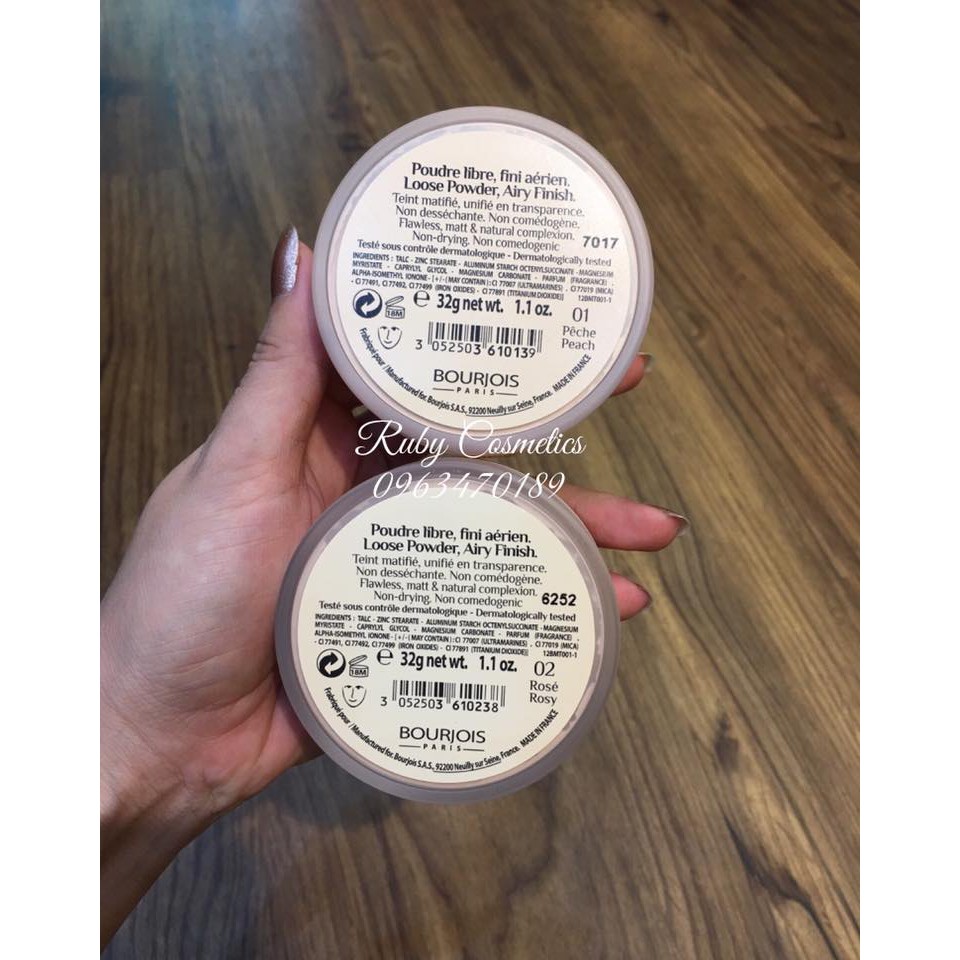 Poudre libre, fini aérien.
Loose Powder, Airy Finish.
Teint matifié, unifié en transparence.
Non desséchante. Non comédogène.
Flawless, matt & natural complexion.
Non-drying. Non comedogenic
7017
Testé sous contrôle dermatologique - Dermatologically tested
INGREDIENTS : TALC - ZINC STEARATE - ALUMINUM STARCH OCTENYLSUCCINATE - MAGNESIUM
MYRISTATE - CAPRYLYL GLYCOL - MAGNESIUM CARBONATE - PARFUM (FRAGRANCE) .
ALPHA-ISOMETHYL IONONE - [+/-( MAY CONTAIN ) : CI 77007 (ULTRAMARINES) , CI 77019 (MICA)
- CI 77491, CI 77492, CI 77499 (IRON OXIDES) - CI 77891 (TITANIUM DIOXIDE)] 12BMT001-1
18M
e 32g net wt. 1.1 oz.
01
Pêche
Peach
3 052503 610139
BOURJOIS
PARIS
Fabriqué pour / Manufactured for. Bourjois S.A.S., 92200 Neuilly sur Seine, France. MADE IN FRANCE
Ruby Cosmetics
0963470189
Poudre libre, fini aérien.
Loose Powder, Airy Finish.
Teint matifié, unifié en transparence.
Non desséchante. Non comédogène.
Flawless, matt & natural complexion.
Non-drying. Non comedogenic
6252
Testé sous contrôle dermatologique - Dermatologically tested
INGREDIENTS : TALC - ZINC STEARATE - ALUMINUM STARCH OCTENYLSUCCINATE - MAGNESIUM
MYRISTATE - CAPRYLYL GLYCOL - MAGNESIUM CARBONATE - PARFUM (FRAGRANCE) .
ALPHA-ISOMETHYL IONONE - [+/-( MAY CONTAIN ) : CI 77007 (ULTRAMARINES) , CI 77019 (MICA)
- CI 77491, CI 77492, CI 77499 (IRON OXIDES) - CI 77891 (TITANIUM DIOXIDE)] 12BMT001-1
18M
e 32g net wt. 1.1 oz.
02
Rosé
Rosy
3 052503 610238
BOURJOIS
PARIS
Fabriqué pour / Manufactured for. Bourjois S.A.S., 92200 Neuilly sur Seine, France. MADE IN FRANCE